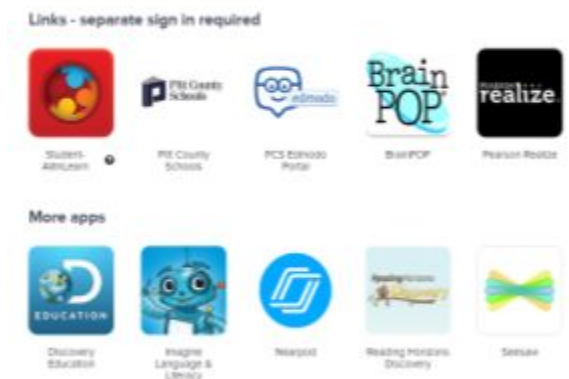 Links - separate sign in required
Pitt County
Schools
edmodo
Brain
POP
PEARSON
realize
Student-
Pitt County
Schools
PCS Edmodo
Portal
BrainPOP
Pearson Realize
More apps
EDUCATION
Reading Horizons
Discovery
Discovery
Education
Imagine
Language &
Literacy
Nearpod
Reading Horizons
Discovery
Seesaw